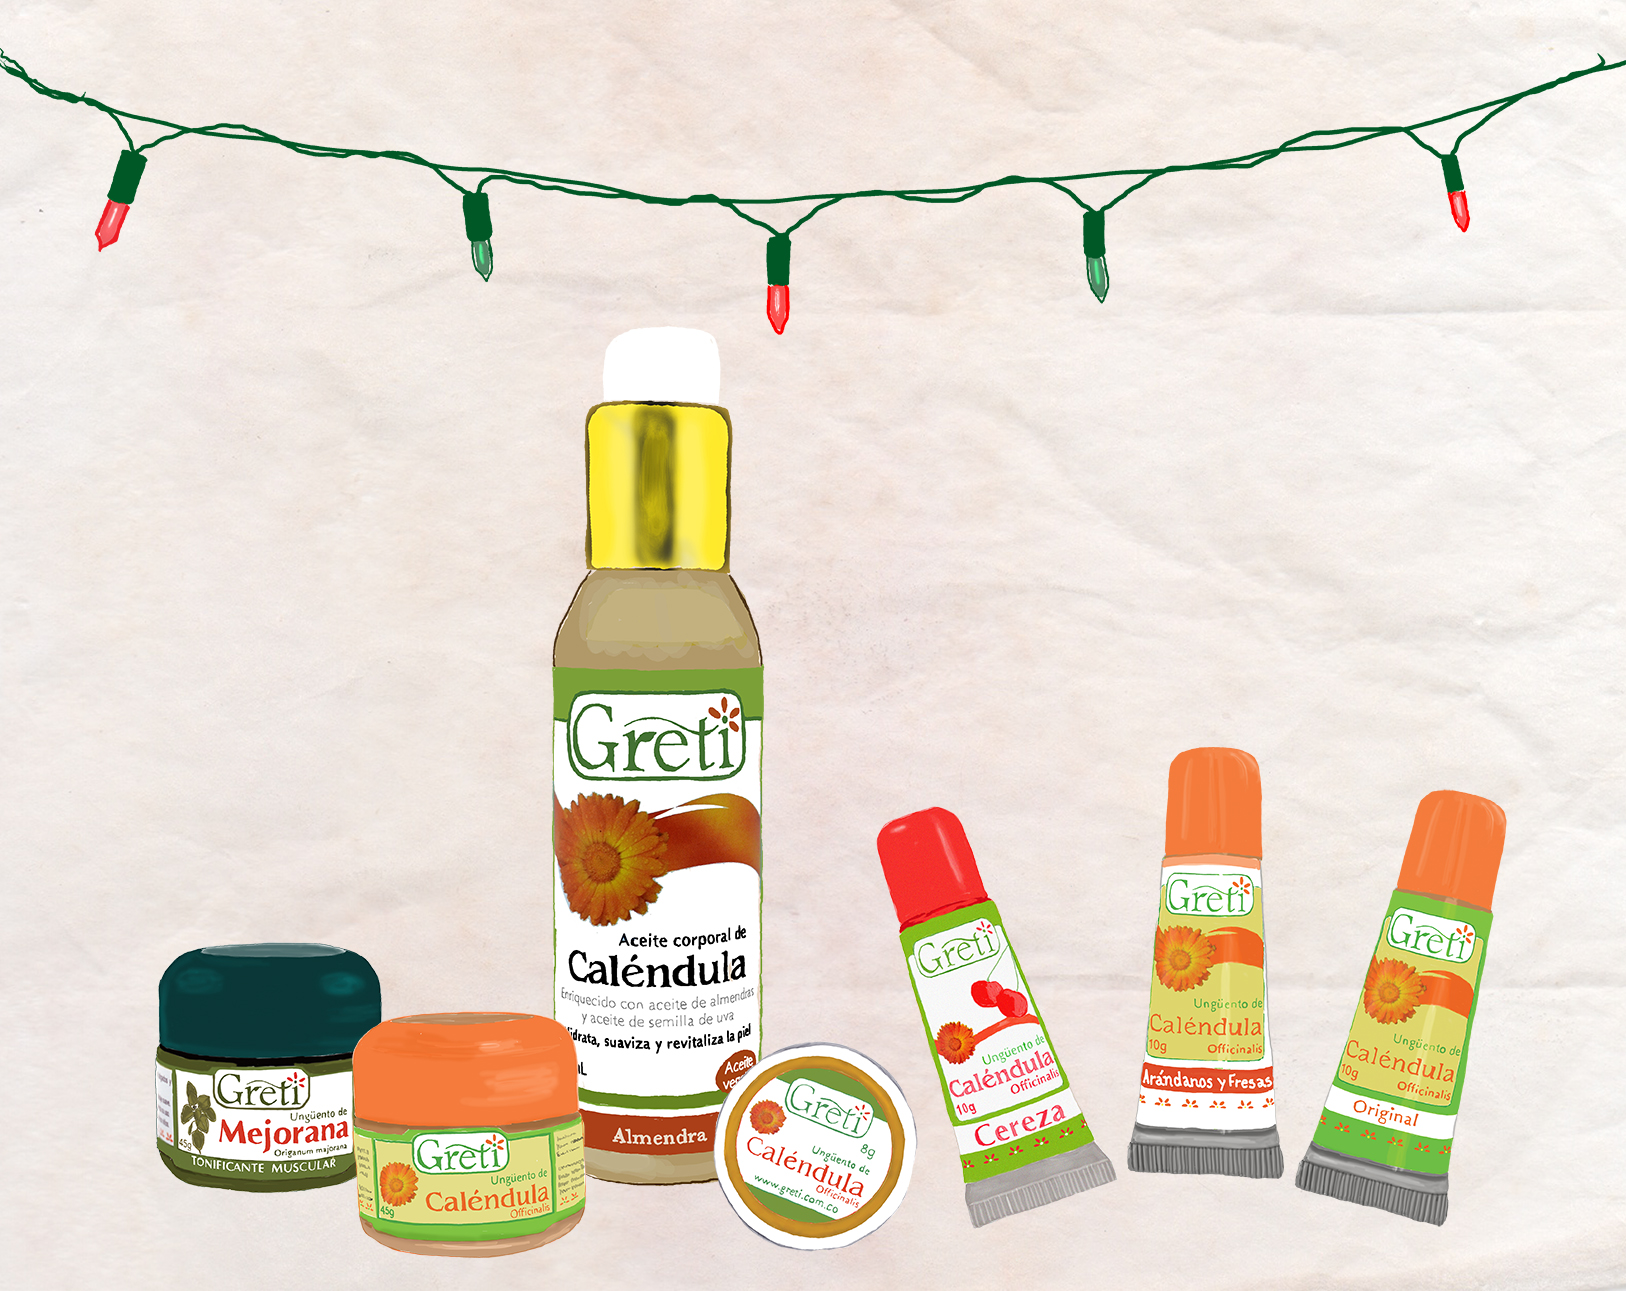 Greti
Ungüento de
Mejorana
Origanum majorana
45g
TONIFICANTE MUSCULAR
Greti
Ungüento de
Caléndula
Officinalis
45g
Greti
Aceite corporal de
Caléndula
Enriquecido con aceite de almendras
y aceite de semilla de uva
Hidrata, suaviza y revitaliza la piel
mL
Aceite
Almendra
Greti
8g
Ungüento de
Caléndula
Officinalis
www.greti.com.co
Greti
Ungüento de
Caléndula
Officinalis
10g
Cereza
Greti
Ungüento de
Caléndula
10g Officinalis
Arándanos y Fresas
Greti
Ungüento de
Caléndula
10g Officinalis
Original